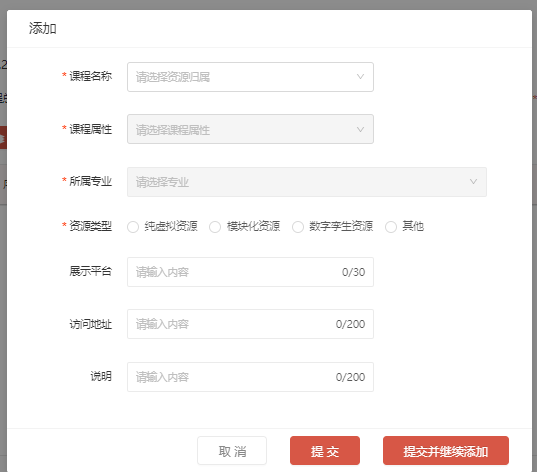 添加
* 课程名称 请选择资源归属
* 课程属性 请选择课程属性
* 所属专业 请选择专业
* 资源类型 纯虚拟资源 模块化资源 数字孪生资源 其他
展示平台 请输入内容 0/30
访问地址 请输入内容 0/200
说明 请输入内容 0/200
取 消 提 交 提交并继续添加